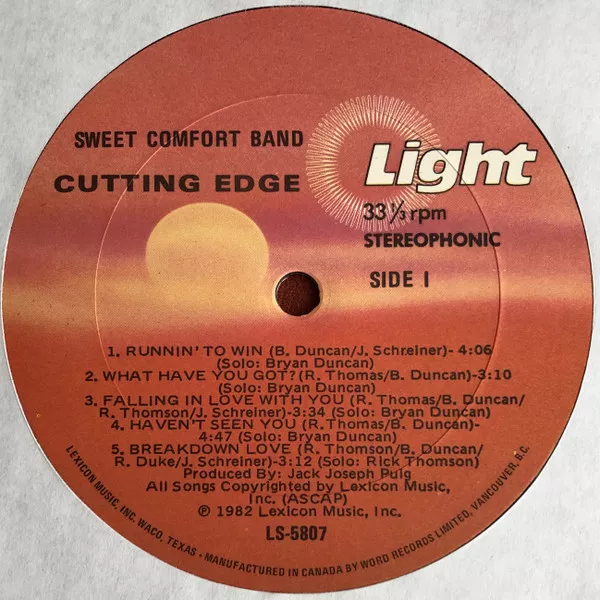 SWEET COMFORT BAND
CUTTING EDGE
Light
33⅓ rpm
STEREOPHONIC
SIDE I
1. RUNNIN' TO WIN (B. Duncan/J. Schreiner)- 4:06
(Solo: Bryan Duncan)
2. WHAT HAVE YOU GOT? (R. Thomas/B. Duncan)-3:10
(Solo: Bryan Duncan)
3. FALLING IN LOVE WITH YOU (R. Thomas/B. Duncan/
R. Thomson/J. Schreiner)-3:34 (Solo: Bryan Duncan)
4. HAVEN'T SEEN YOU (R. Thomas/B. Duncan)-
4:47 (Solo: Bryan Duncan)
5. BREAKDOWN LOVE (R. Thomson/B. Duncan/
R. Duke/J. Schreiner)-3:12 (Solo: Rick Thomson)
Produced By: Jack Joseph Puig
All Songs Copyrighted by Lexicon Music,
Inc. (ASCAP)
℗ 1982 Lexicon Music, Inc.
LS-5807
LEXICON MUSIC, INC. WACO, TEXAS - MANUFACTURED IN CANADA BY WORD RECORDS LIMITED, VANCOUVER, B.C.